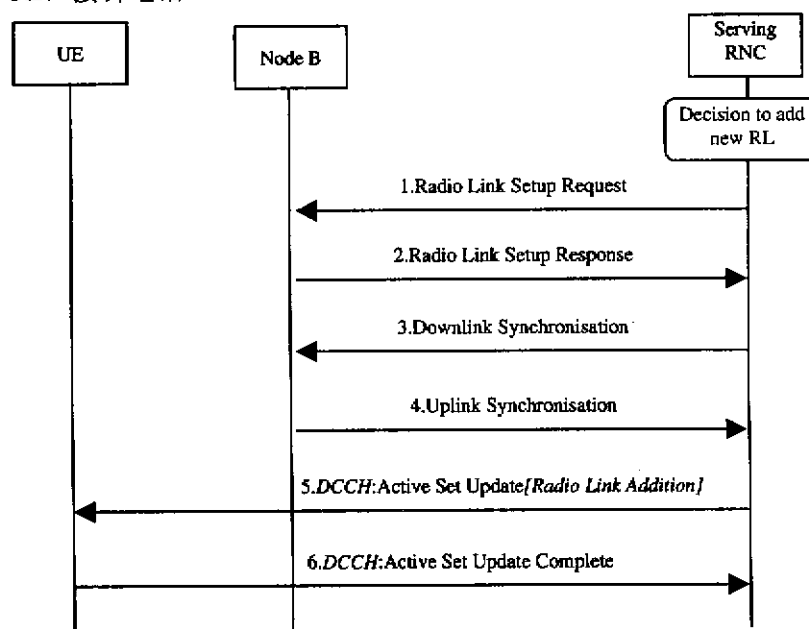 UE
Node B
Serving
RNC
Decision to add
new RL
1.Radio Link Setup Request
2.Radio Link Setup Response
3.Downlink Synchronisation
4.Uplink Synchronisation
5.DCCH:Active Set Update[Radio Link Addition]
6.DCCH:Active Set Update Complete